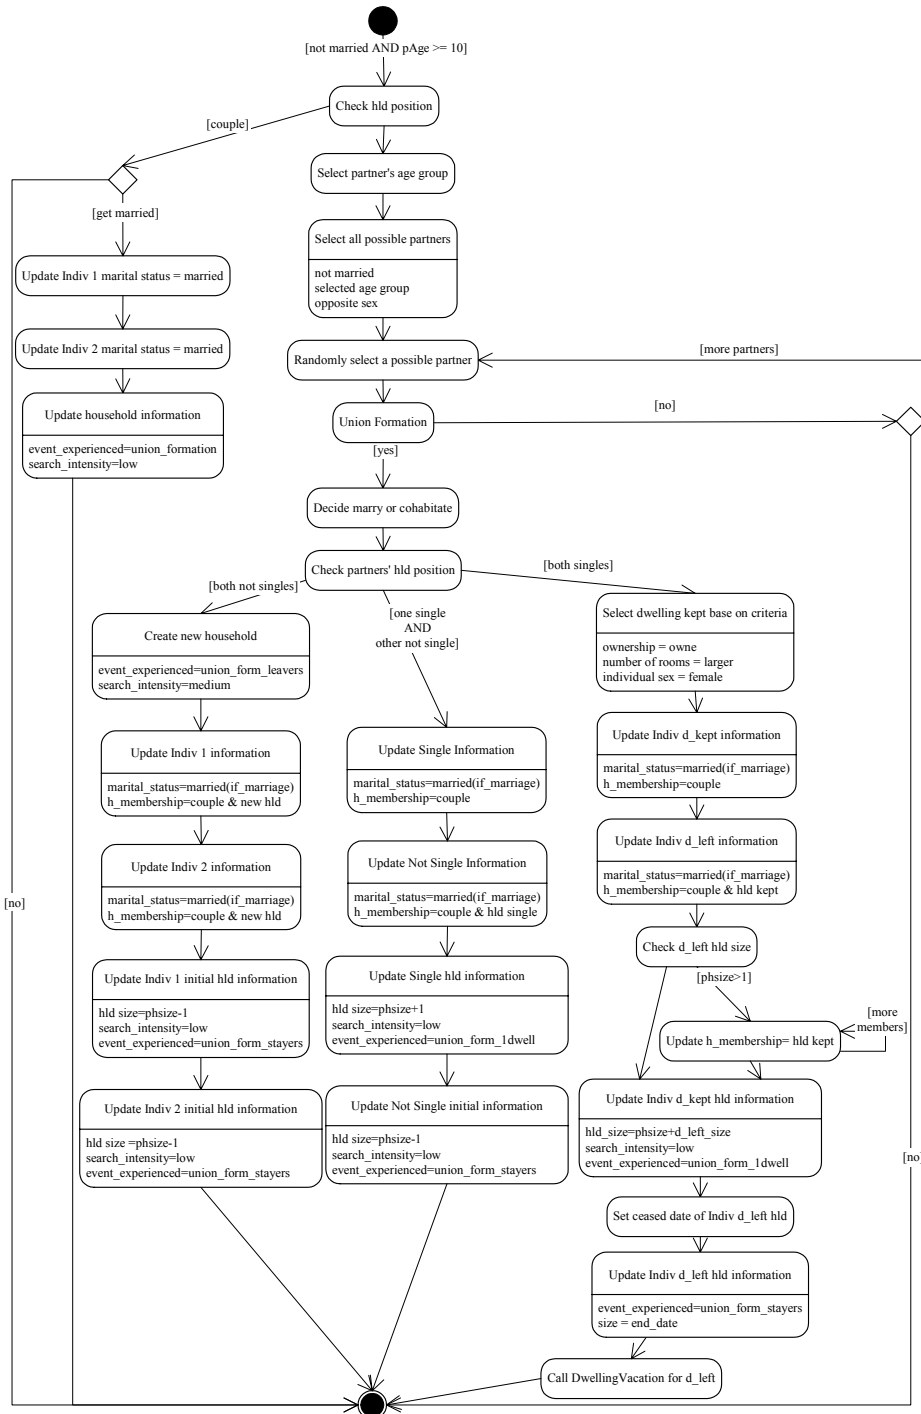 [not married AND pAge >= 10]
Check hld position
[couple]
Select partner's age group
[get married]
Select all possible partners
not married
selected age group
opposite sex
Update Indiv 1 marital status = married
Update Indiv 2 marital status = married
Randomly select a possible partner
[more partners]
Update household information
event_experienced=union_formation
search_intensity=low
Union Formation
[no]
[yes]
Decide marry or cohabitate
Check partners' hld position
[both not singles]
[one single
AND
other not single]
[both singles]
Create new household
event_experienced=union_form_leavers
search_intensity=medium
Update Indiv 1 information
marital_status=married(if_marriage)
h_membership=couple & new hld
Update Indiv 2 information
marital_status=married(if_marriage)
h_membership=couple & new hld
[no]
Update Indiv 1 initial hld information
hld size=phsize-1
search_intensity=low
event_experienced=union_form_stayers
Update Indiv 2 initial hld information
hld size =phsize-1
search_intensity=low
event_experienced=union_form_stayers
Update Single Information
marital_status=married(if_marriage)
h_membership=couple
Update Not Single Information
marital_status=married(if_marriage)
h_membership=couple & hld single
Update Single hld information
hld size=phsize+1
search_intensity=low
event_experienced=union_form_1dwell
Update Not Single initial information
hld size=phsize-1
search_intensity=low
event_experienced=union_form_stayers
Select dwelling kept base on criteria
ownership = owne
number of rooms = larger
individual sex = female
Update Indiv d_kept information
marital_status=married(if_marriage)
h_membership=couple
Update Indiv d_left information
marital_status=married(if_marriage)
h_membership=couple & hld kept
Check d_left hld size
[phsize>1]
[more
members]
Update h_membership= hld kept
Update Indiv d_kept hld information
hld_size=phsize+d_left_size
search_intensity=low
event_experienced=union_form_1dwell
[no]
Set ceased date of Indiv d_left hld
Update Indiv d_left hld information
event_experienced=union_form_stayers
size = end_date
Call DwellingVacation for d_left